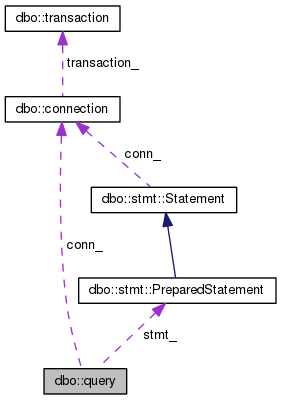 dbo::transaction
transaction_
dbo::connection
conn_
dbo::stmt::Statement
conn_
dbo::stmt::PreparedStatement
stmt_
dbo::query